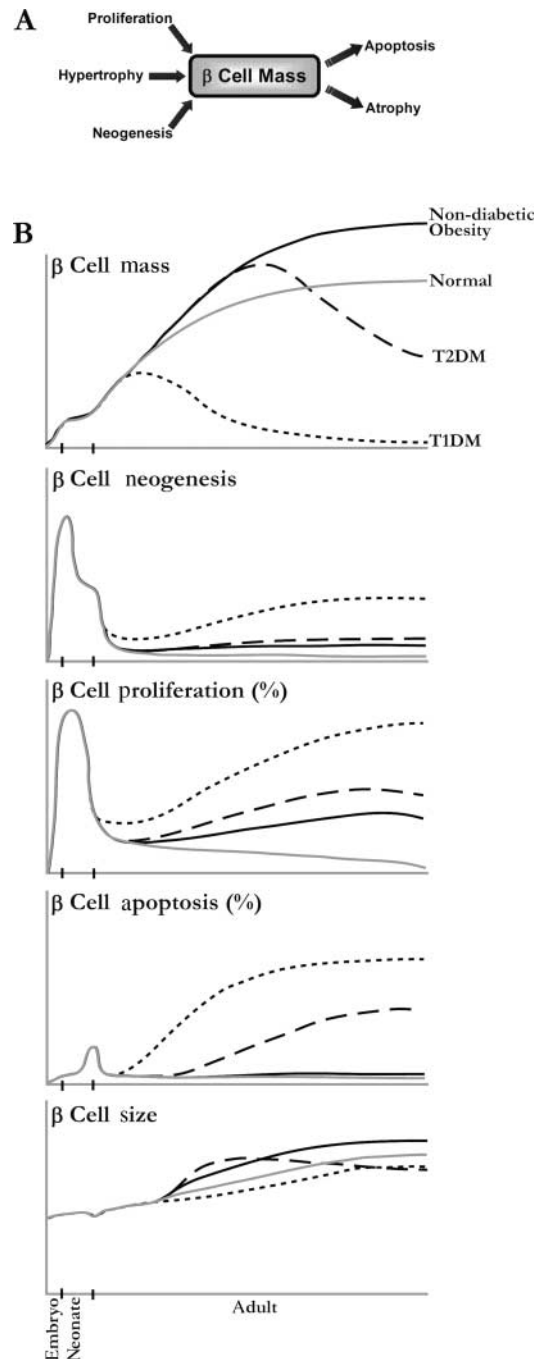 A
Proliferation
Hypertrophy
Neogenesis
β Cell Mass
Apoptosis
Atrophy
B
β Cell mass
Non-diabetic
Obesity
Normal
T2DM
T1DM
β Cell neogenesis
β Cell proliferation (%)
β Cell apoptosis (%)
β Cell size
Embryo
Neonate
Adult